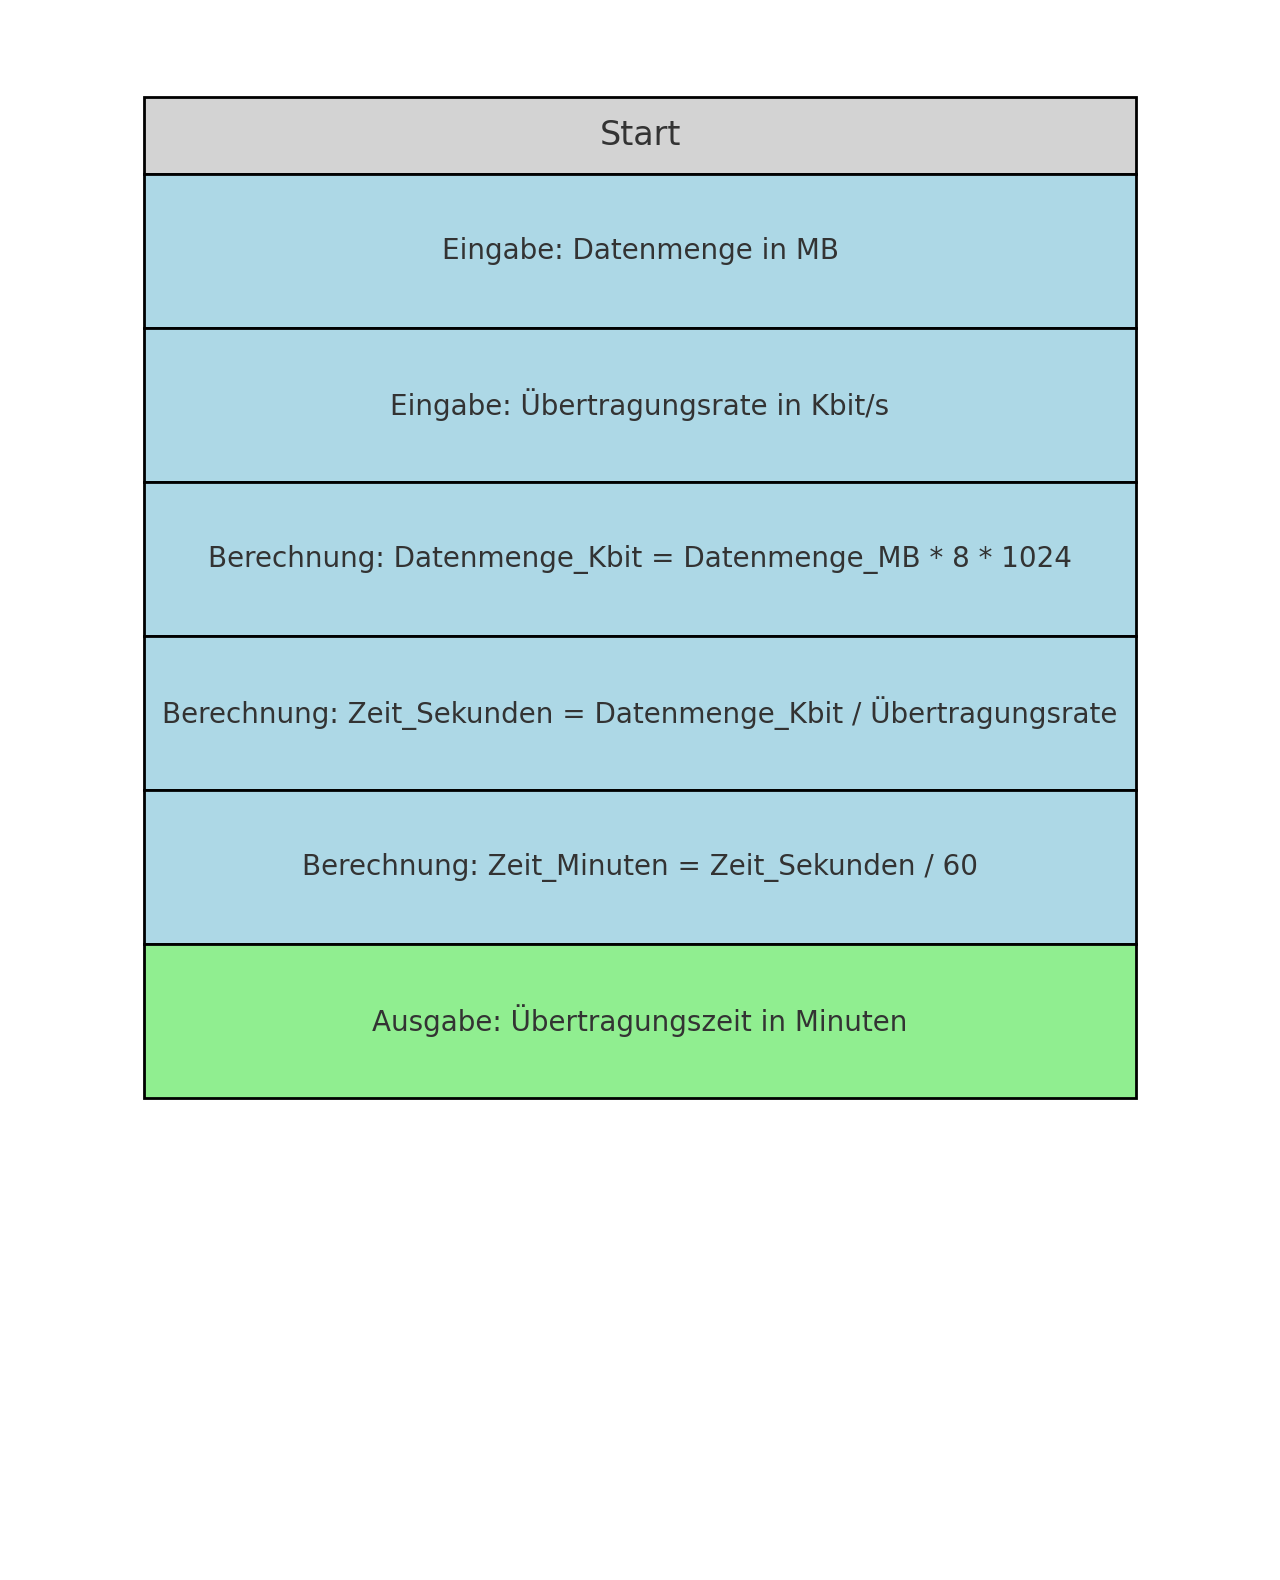 Start
Eingabe: Datenmenge in MB
Eingabe: Übertragungsrate in Kbit/s
Berechnung: Datenmenge_Kbit = Datenmenge_MB * 8 * 1024
Berechnung: Zeit_Sekunden = Datenmenge_Kbit / Übertragungsrate
Berechnung: Zeit_Minuten = Zeit_Sekunden / 60
Ausgabe: Übertragungszeit in Minuten